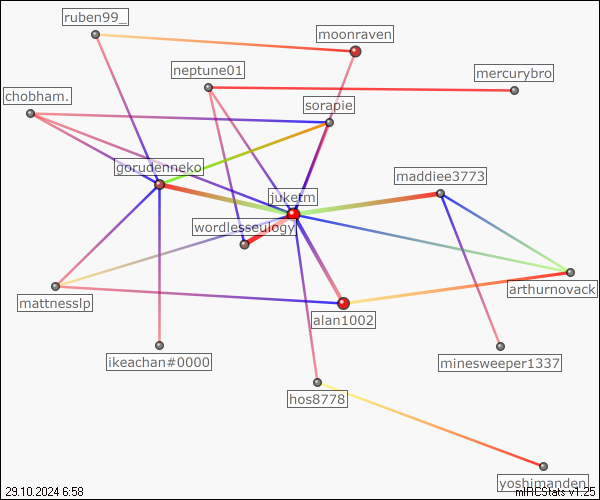 ruben99_
moonraven
neptune01
mercurybro
chobham.
sorapie
gorudenneko
maddiee3773
juketm
wordlesseulogy
mattnesslp
arthurnovack
alan1002
ikeachan#0000
minesweeper1337
hos8778
yoshimanden
29.10.2024 6:58
mIRCStats v1.25